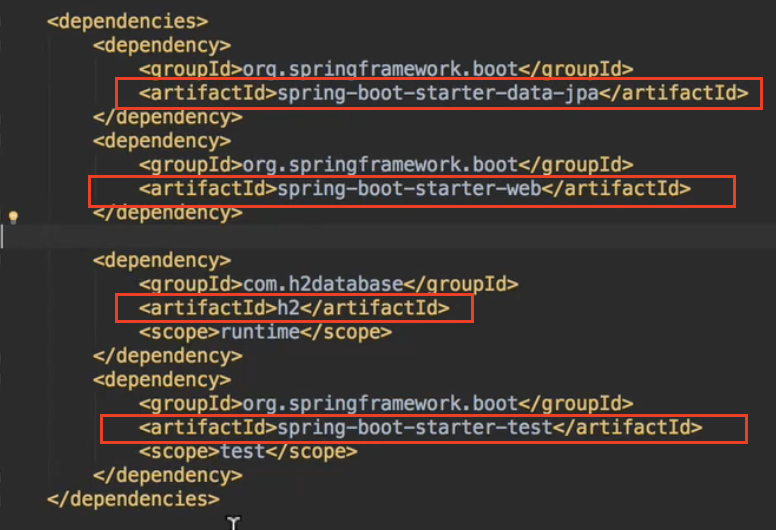 <dependencies>
<dependency>
<groupId>org.springframework.boot</groupId>
<artifactId>spring-boot-starter-data-jpa</artifactId>
</dependency>
<dependency>
<groupId>org.springframework.boot</groupId>
<artifactId>spring-boot-starter-web</artifactId>
</dependency>
<dependency>
<groupId>com.h2database</groupId>
<artifactId>h2</artifactId>
<scope>runtime</scope>
</dependency>
<dependency>
<groupId>org.springframework.boot</groupId>
<artifactId>spring-boot-starter-test</artifactId>
<scope>test</scope>
</dependency>
</dependencies>